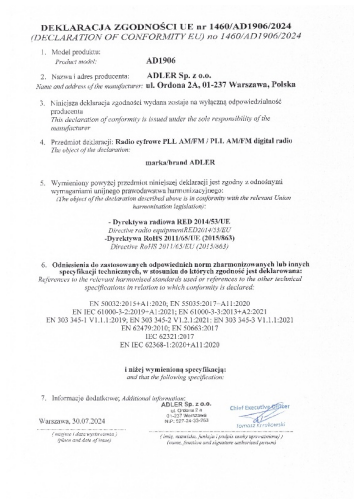 DEKLARACJA ZGODNOŚCI UE nr 1460/AD1906/2024
(DECLARATION OF CONFORMITY EU) no 1460/AD1906/2024
1. Model produktu:
Product model: AD1906
2. Nazwa i adres producenta: ADLER Sp. z o.o.
Name and address of the manufacturer: ul. Ordona 2A, 01-237 Warszawa, Polska
3. Niniejsza deklaracja zgodności wydana zostaje na wyłączną odpowiedzialność
producenta
This declaration of conformity is issued under the sole responsibility of the
manufacturer
4. Przedmiot deklaracji: Radio cyfrowe PLL AM/FM / PLL AM/FM digital radio
The object of the declaration:
marka/brand ADLER
5. Wymieniony powyżej przedmiot niniejszej deklaracji jest zgodny z odnośnymi
wymaganiami unijnego prawodawstwa harmonizacyjnego:
(The object of the declaration described above is in conformity with the relevant Union
harmonisation legislation):
- Dyrektywa radiowa RED 2014/53/UE
Directive radio equipmentRED2014/53/EU
-Dyrektywa RoHS 2011/65/UE (2015/863)
Directive RoHS 2011/65/EU (2015/863)
6. Odniesienia do zastosowanych odpowiednich norm zharmonizowanych lub innych
specyfikacji technicznych, w stosunku do których zgodność jest deklarowana:
References to the relevant harmonised standards used or references to the other technical
specifications in relation to which conformity is declared:
EN 50032:2015+A1:2020; EN 55035:2017+A11:2020
EN IEC 61000-3-2:2019+A1:2021; EN 61000-3-3:2013+A2:2021
EN 303 345-1 V1.1.1:2019; EN 303 345-2 V1.2.1:2021; EN 303 345-3 V1.1.1:2021
EN 62479:2010; EN 50663:2017
IEC 62321:2017
EN IEC 62368-1:2020+A11:2020
i niżej wymienioną specyfikacją:
and that the following specification:
7. Informacje dodatkowe; Additional information:
ADLER Sp. z o.o.
ul. Ordona 2 a
01-237 Warszawa
Chief Executive Officer
Tomasz
Warszawa, 30.07.2024
(miejsce i data wystawienia)
(place and date of issue)
(imię, nazwisko, funkcja i podpis osoby upoważnionej)
(name, function and signature authorised person)